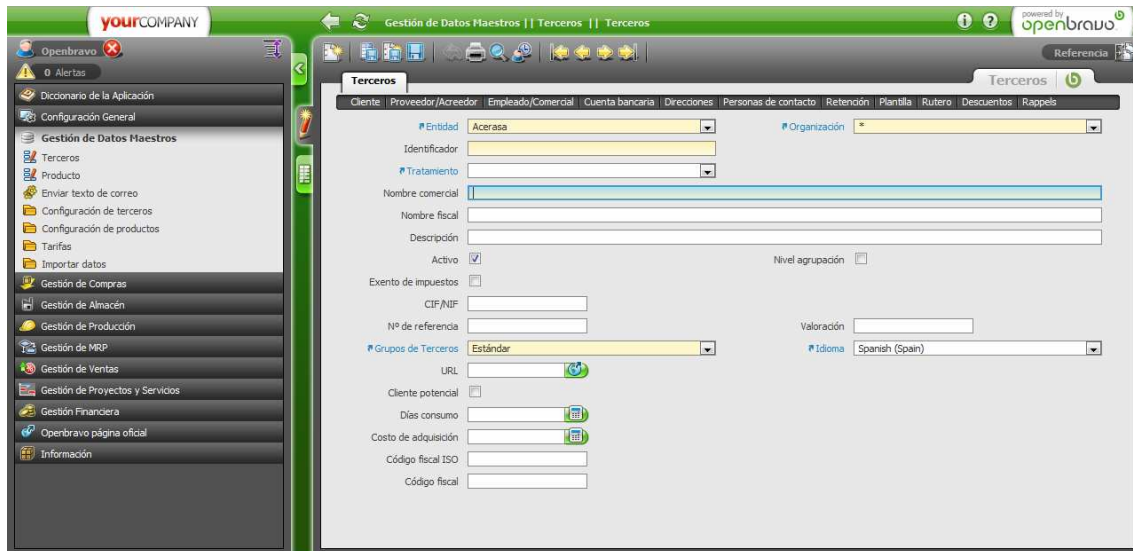 yourCOMPANY
Gestión de Datos Maestros || Terceros || Terceros
powered by
openbravo
Openbravo
0 Alertas
Diccionario de la Aplicación
Configuración General
Gestión de Datos Maestros
Terceros
Producto
Enviar texto de correo
Configuración de terceros
Configuración de productos
Tarifas
Importar datos
Gestión de Compras
Gestión de Almacén
Gestión de Producción
Gestión de MRP
Gestión de Ventas
Gestión de Proyectos y Servicios
Gestión Financiera
Openbravo página oficial
Información
Referencia
Terceros
Terceros
Cliente Proveedor/Acreedor Empleado/Comercial Cuenta bancaria Direcciones Personas de contacto Retención Plantilla Rutero Descuentos Rappels
Entidad Acerasa Organización *
Identificador
Tratamiento
Nombre comercial
Nombre fiscal
Descripción
Activo Nivel agrupación
Exento de impuestos
CIF/NIF
Nº de referencia Valoración
Grupos de Terceros Estándar Idioma Spanish (Spain)
URL
Cliente potencial
Días consumo
Costo de adquisición
Código fiscal ISO
Código fiscal